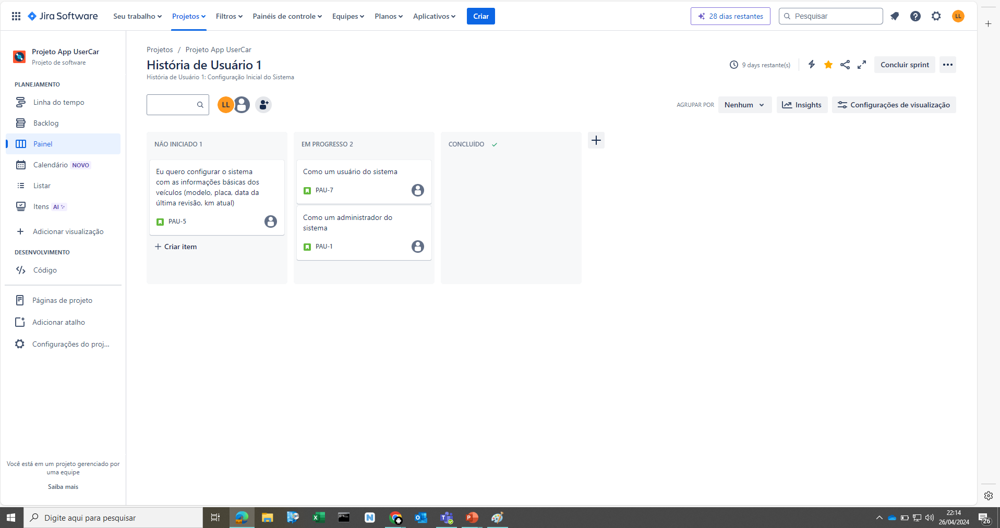 Jira Software
Seu trabalho
Projetos
Filtros
Painéis de controle
Equipes
Planos
Aplicativos
Criar
28 dias restantes
Pesquisar
LL
Projeto App UserCar
Projeto de software
PLANEJAMENTO
Linha do tempo
Backlog
Painel
Calendário NOVO
Listar
Itens AI
Adicionar visualização
DESENVOLVIMENTO
Código
Páginas de projeto
Adicionar atalho
Configurações do proj...
Você está em um projeto gerenciado por
uma equipe
Saiba mais
Projetos / Projeto App UserCar
História de Usuário 1
História de Usuário 1: Configuração Inicial do Sistema
9 days restante(s)
Concluir sprint
LL
AGRUPAR POR
Nenhum
Insights
Configurações de visualização
NÃO INICIADO 1
Eu quero configurar o sistema
com as informações básicas dos
veículos (modelo, placa, data da
última revisão, km atual)
PAU-5
Criar item
EM PROGRESSO 2
Como um usuário do sistema
PAU-7
Como um administrador do
sistema
PAU-1
CONCLUÍDO
Digite aqui para pesquisar
22:14
26/04/2024
26